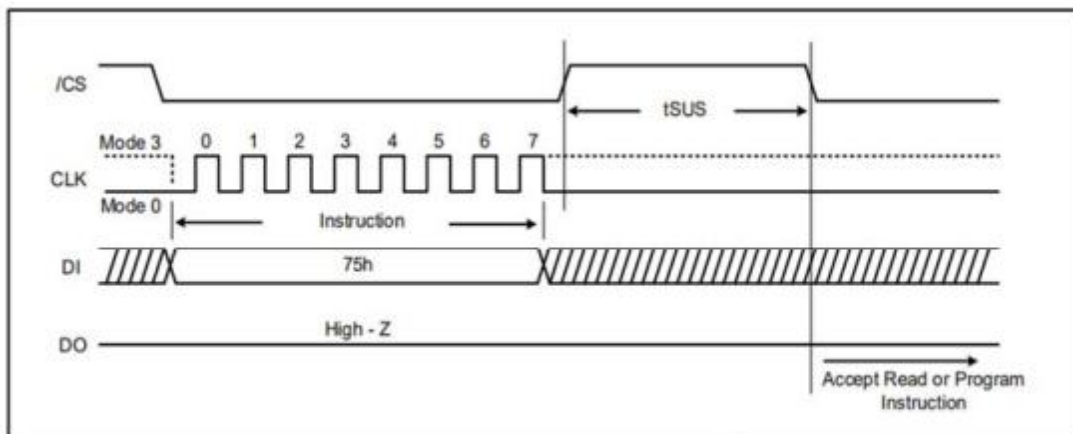 /CS
tSUS
Mode 3
0 1 2 3 4 5 6 7
CLK
Mode 0
Instruction
DI
75h
High - Z
DO
Accept Read or Program
Instruction